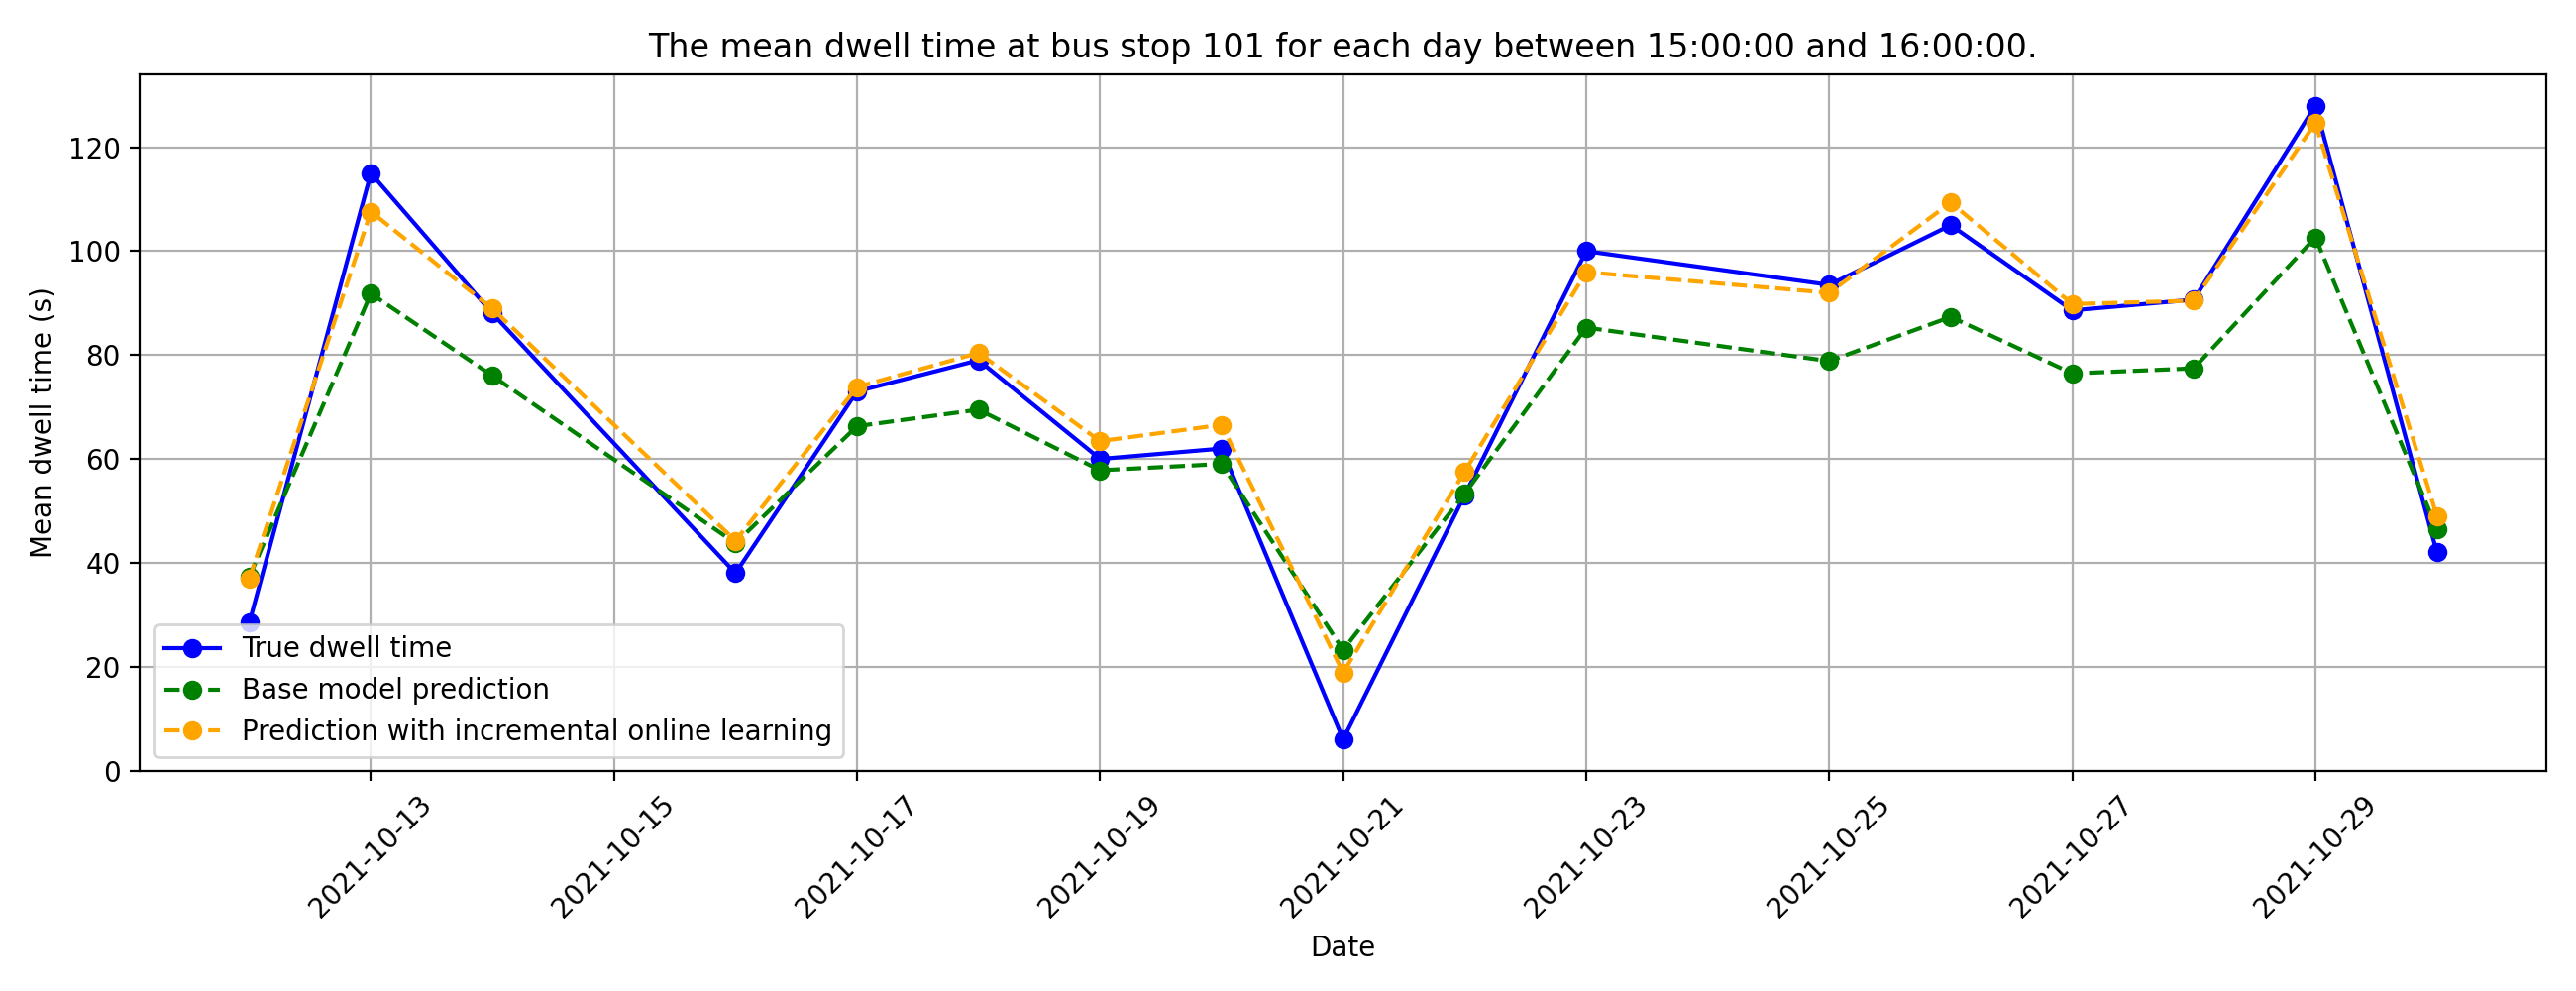 The mean dwell time at bus stop 101 for each day between 15:00:00 and 16:00:00.
Mean dwell time (s)
120
100
80
60
40
20
0
True dwell time
Base model prediction
Prediction with incremental online learning
2021-10-13
2021-10-15
2021-10-17
2021-10-19
2021-10-21
2021-10-23
2021-10-25
2021-10-27
2021-10-29
Date